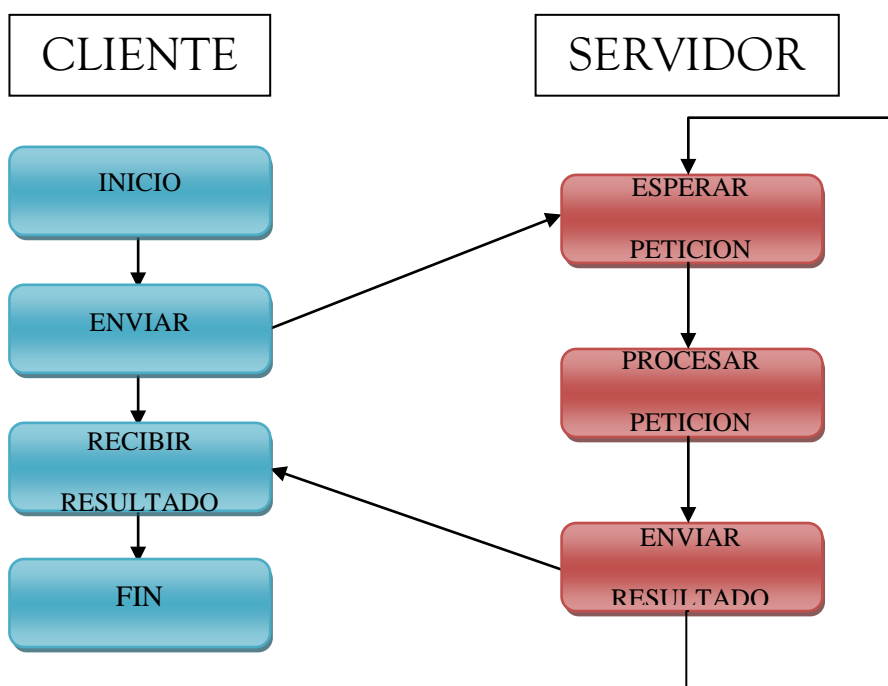 CLIENTE
SERVIDOR
INICIO
ENVIAR
RECIBIR
RESULTADO
FIN
ESPERAR
PETICION
PROCESAR
PETICION
ENVIAR
RESULTADO